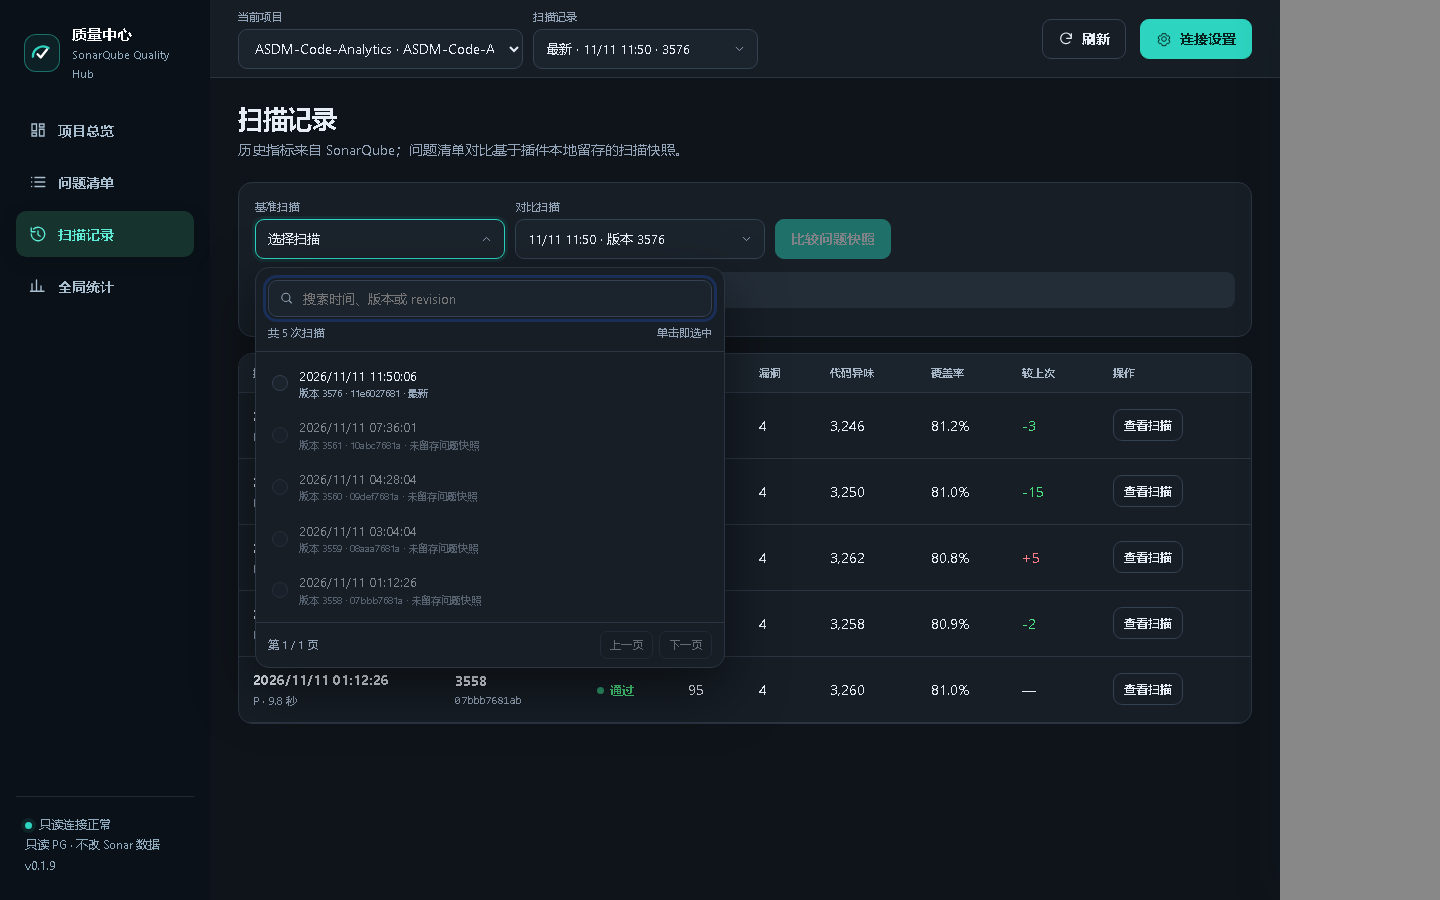 质量中心
SonarQube Quality
Hub
项目总览
问题清单
扫描记录
全局统计
只读连接正常
只读 PG · 不改 Sonar 数据
v0.1.9
当前项目
ASDM-Code-Analytics · ASDM-Code-A
扫描记录
最新 · 11/11 11:50 · 3576
刷新
连接设置
扫描记录
历史指标来自 SonarQube；问题清单对比基于插件本地留存的扫描快照。
基准扫描
选择扫描
对比扫描
11/11 11:50 · 版本 3576
比较问题快照
搜索时间、版本或 revision
共 5 次扫描
单击即选中
2026/11/11 11:50:06
版本 3576 · 11e6027681 · 最新
2026/11/11 07:36:01
版本 3561 · 10abc7681a · 未留存问题快照
2026/11/11 04:28:04
版本 3560 · 09def7681a · 未留存问题快照
2026/11/11 03:04:04
版本 3559 · 08aaa7681a · 未留存问题快照
2026/11/11 01:12:26
版本 3558 · 07bbb7681a · 未留存问题快照
第 1 / 1 页
上一页
下一页
漏洞 代码异味 覆盖率 较上次 操作
4 3,246 81.2% -3 查看扫描
4 3,250 81.0% -15 查看扫描
4 3,262 80.8% +5 查看扫描
4 3,258 80.9% -2 查看扫描
2026/11/11 01:12:26 3558 通过 95 4 3,260 81.0% — 查看扫描
P · 9.8 秒 07bbb7681ab